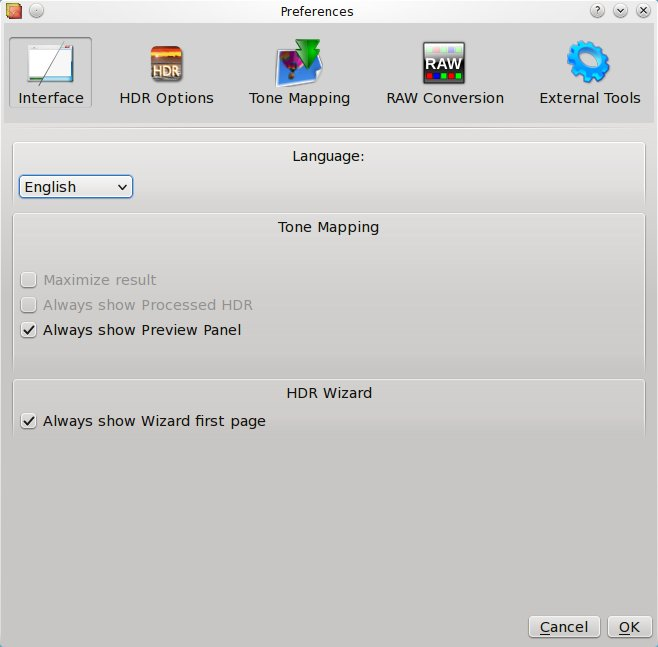 Preferences
?
Interface
HDR
HDR Options
Tone Mapping
RAW
RAW Conversion
External Tools
Language:
English
Tone Mapping
Maximize result
Always show Processed HDR
Always show Preview Panel
HDR Wizard
Always show Wizard first page
Cancel
OK